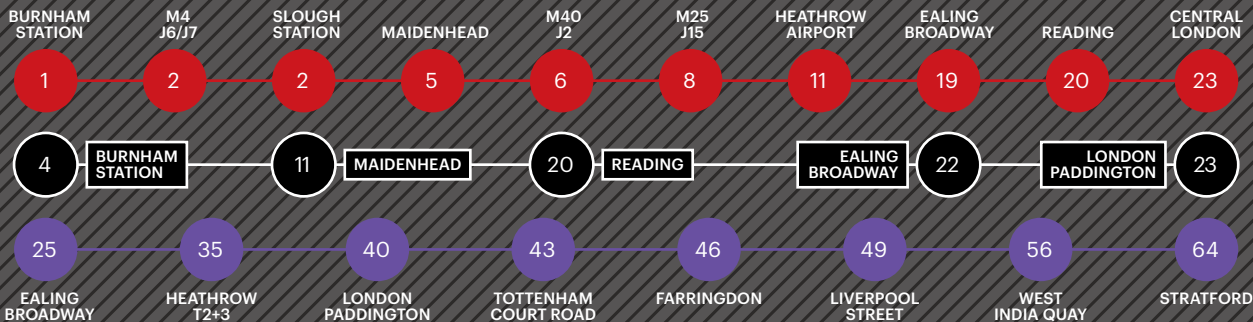 BURNHAM
STATION
M4
J6/J7
SLOUGH
STATION
MAIDENHEAD
M40
J2
M25
J15
HEATHROW
AIRPORT
EALING
BROADWAY
READING
CENTRAL
LONDON
1
2
2
5
6
8
11
19
20
23
4
BURNHAM
STATION
11
MAIDENHEAD
20
READING
EALING
BROADWAY
22
LONDON
PADDINGTON
23
25
35
40
43
46
49
56
64
EALING
BROADWAY
HEATHROW
T2+3
LONDON
PADDINGTON
TOTTENHAM
COURT ROAD
FARRINGDON
LIVERPOOL
STREET
WEST
INDIA QUAY
STRATFORD